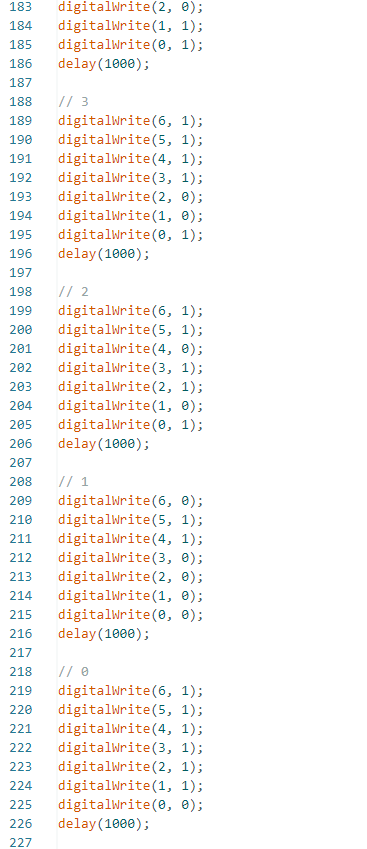 183 digitalWrite(2, 0);
184 digitalWrite(1, 1);
185 digitalWrite(0, 1);
186 delay(1000);
187
188 // 3
189 digitalWrite(6, 1);
190 digitalWrite(5, 1);
191 digitalWrite(4, 1);
192 digitalWrite(3, 1);
193 digitalWrite(2, 0);
194 digitalWrite(1, 0);
195 digitalWrite(0, 1);
196 delay(1000);
197
198 // 2
199 digitalWrite(6, 1);
200 digitalWrite(5, 1);
201 digitalWrite(4, 0);
202 digitalWrite(3, 1);
203 digitalWrite(2, 1);
204 digitalWrite(1, 0);
205 digitalWrite(0, 1);
206 delay(1000);
207
208 // 1
209 digitalWrite(6, 0);
210 digitalWrite(5, 1);
211 digitalWrite(4, 1);
212 digitalWrite(3, 0);
213 digitalWrite(2, 0);
214 digitalWrite(1, 0);
215 digitalWrite(0, 0);
216 delay(1000);
217
218 // 0
219 digitalWrite(6, 1);
220 digitalWrite(5, 1);
221 digitalWrite(4, 1);
222 digitalWrite(3, 1);
223 digitalWrite(2, 1);
224 digitalWrite(1, 1);
225 digitalWrite(0, 0);
226 delay(1000);
227